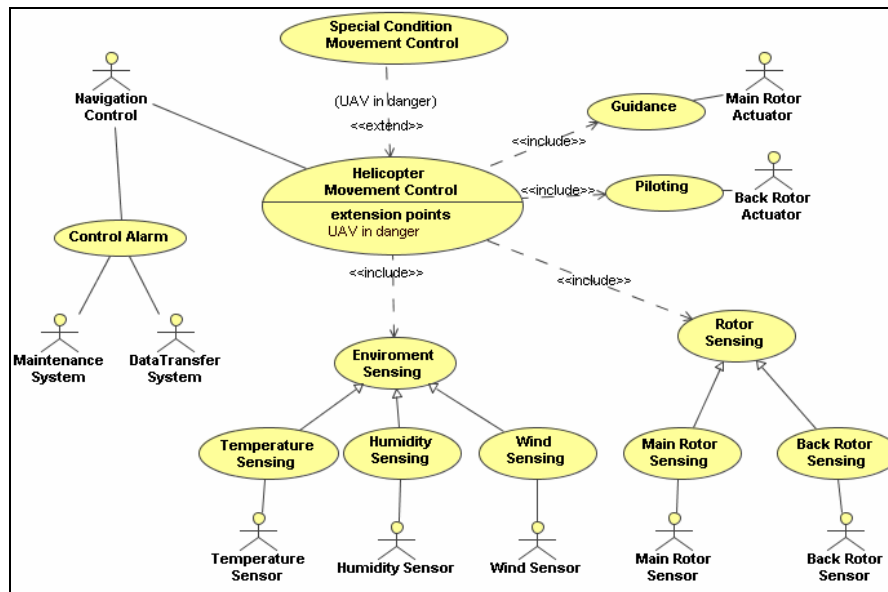 Special Condition
Movement Control
(UAV in danger)
<<extend>>
Navigation
Control
Guidance
Main Rotor
Actuator
<<include>>
Helicopter
Movement Control
extension points
UAV in danger
<<include>>
Piloting
Back Rotor
Actuator
Control Alarm
<<include>>
<<include>>
Maintenance
System
DataTransfer
System
Enviroment
Sensing
Rotor
Sensing
Temperature
Sensing
Humidity
Sensing
Wind
Sensing
Main Rotor
Sensing
Back Rotor
Sensing
Temperature
Sensor
Humidity Sensor
Wind Sensor
Main Rotor
Sensor
Back Rotor
Sensor